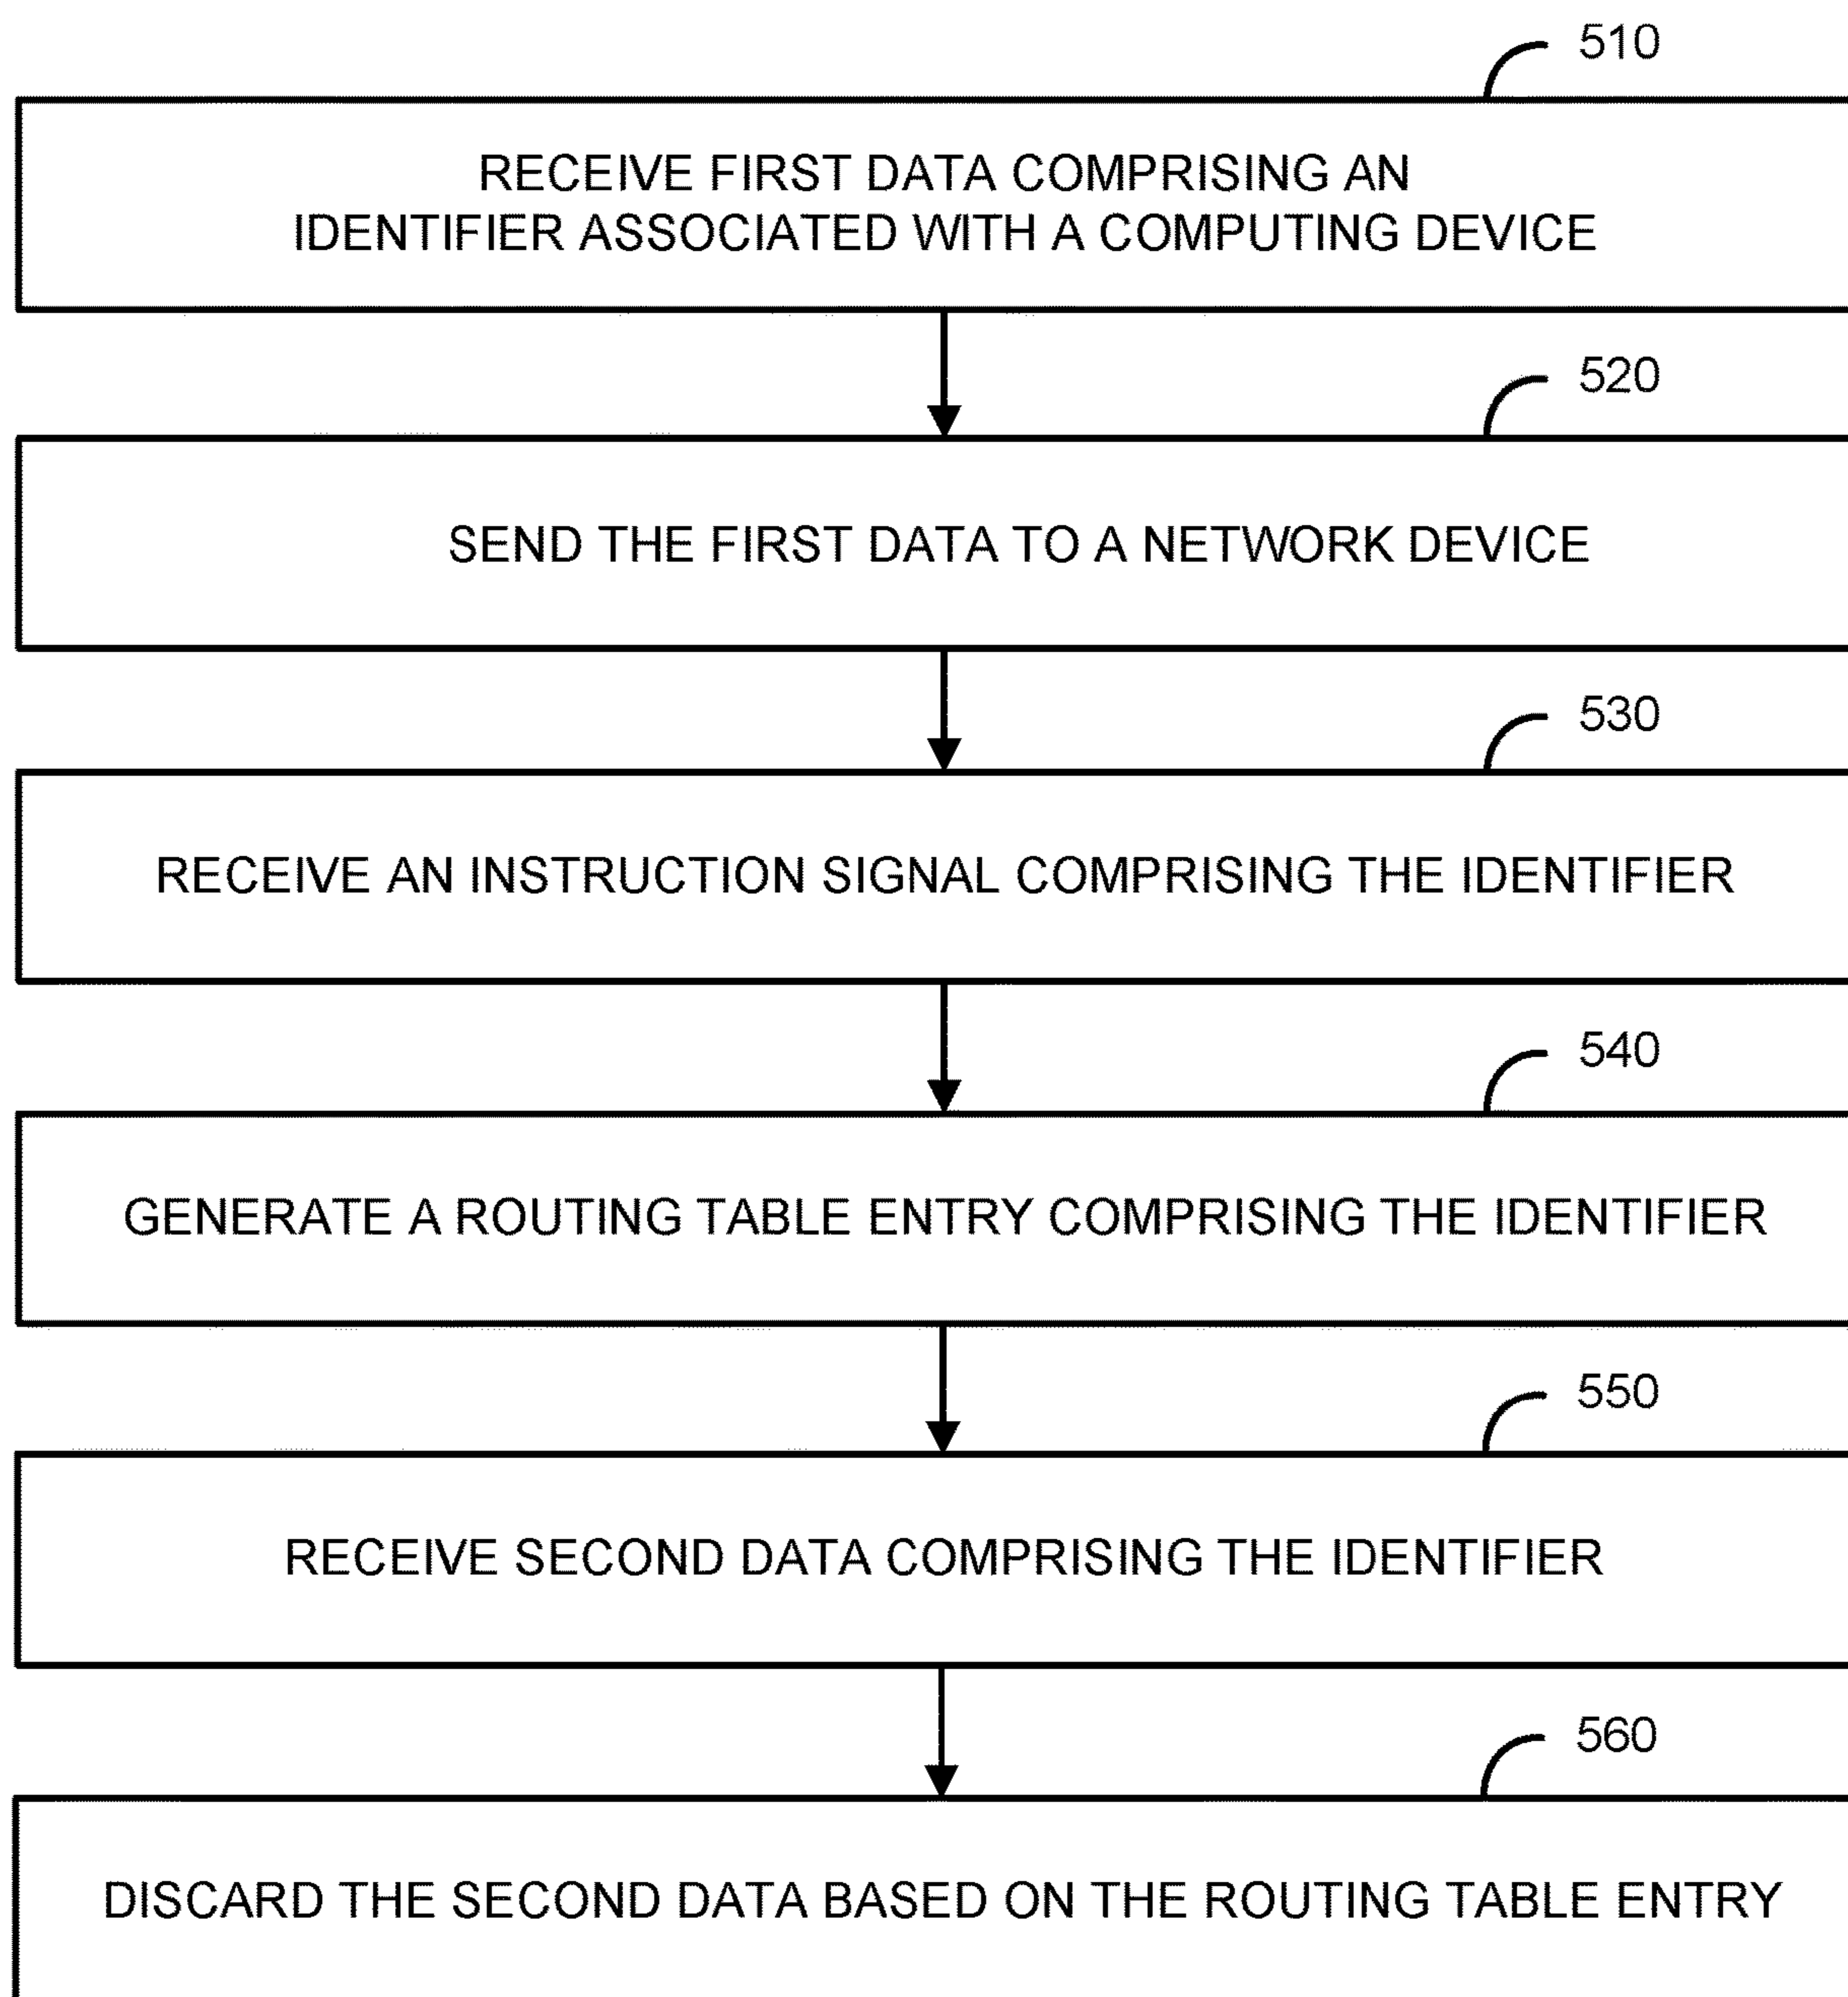 510
RECEIVE FIRST DATA COMPRISING AN
IDENTIFIER ASSOCIATED WITH A COMPUTING DEVICE
520
SEND THE FIRST DATA TO A NETWORK DEVICE
530
RECEIVE AN INSTRUCTION SIGNAL COMPRISING THE IDENTIFIER
540
GENERATE A ROUTING TABLE ENTRY COMPRISING THE IDENTIFIER
550
RECEIVE SECOND DATA COMPRISING THE IDENTIFIER
560
DISCARD THE SECOND DATA BASED ON THE ROUTING TABLE ENTRY